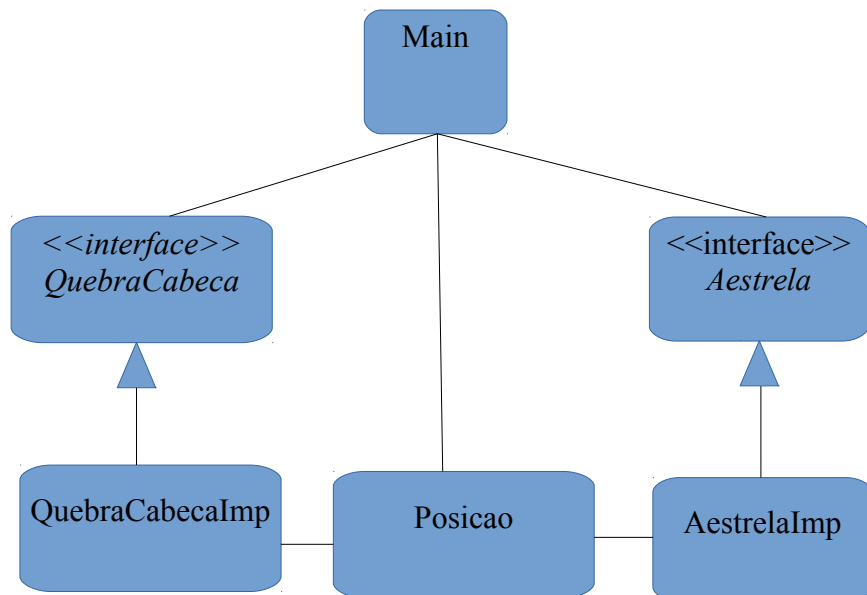 Main
<<interface>>
QuebraCabeca
<<interface>>
Aestrela
QuebraCabecaImp
Posicao
AestrelaImp